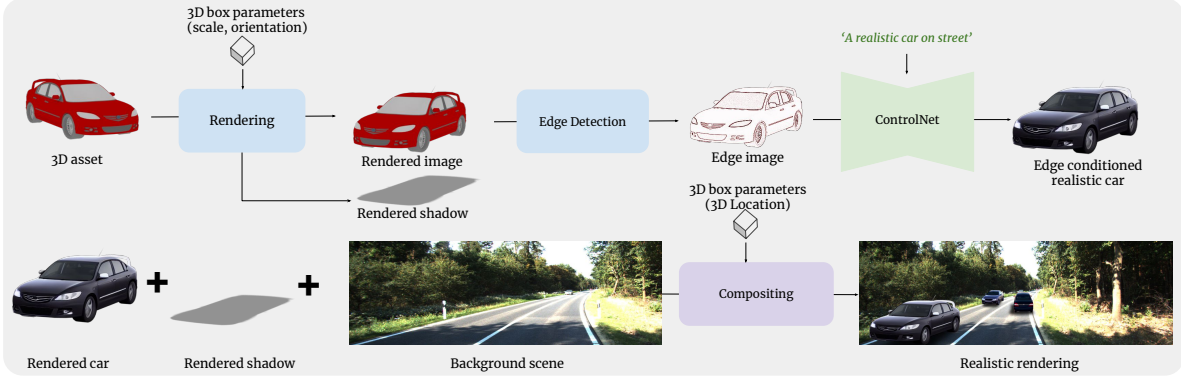 3D box parameters
(scale, orientation)
'A realistic car on street'
Rendering
Edge Detection
ControlNet
3D asset
Rendered image
Edge image
Edge conditioned
realistic car
Rendered shadow
3D box parameters
(3D Location)
Compositing
Rendered car
Rendered shadow
Background scene
Realistic rendering